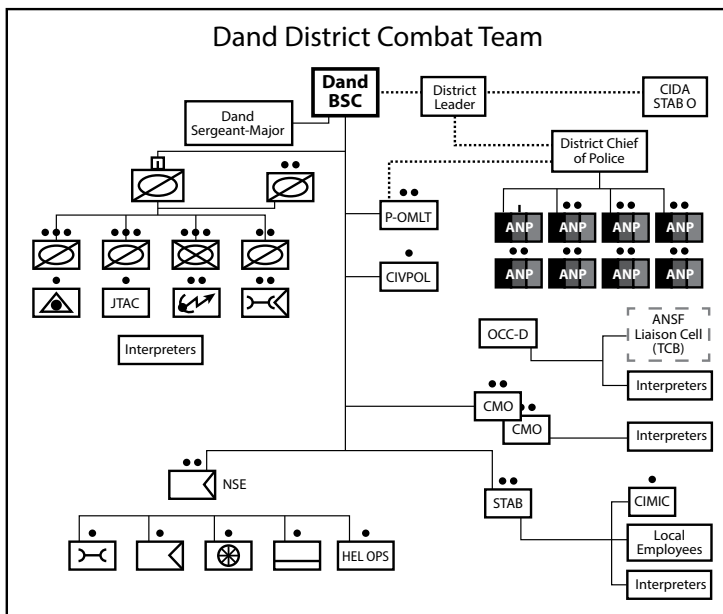 Dand District Combat Team
Dand
BSC
District
Leader
CIDA
STAB O
Dand
Sergeant-Major
District Chief
of Police
P-OMLT
ANP
ANP
ANP
ANP
ANP
ANP
ANP
ANP
JTAC
CIVPOL
Interpreters
OCC-D
ANSF
Liaison Cell
(TCB)
Interpreters
CMO
CMO
Interpreters
NSE
STAB
CIMIC
Local
Employees
Interpreters
HEL OPS